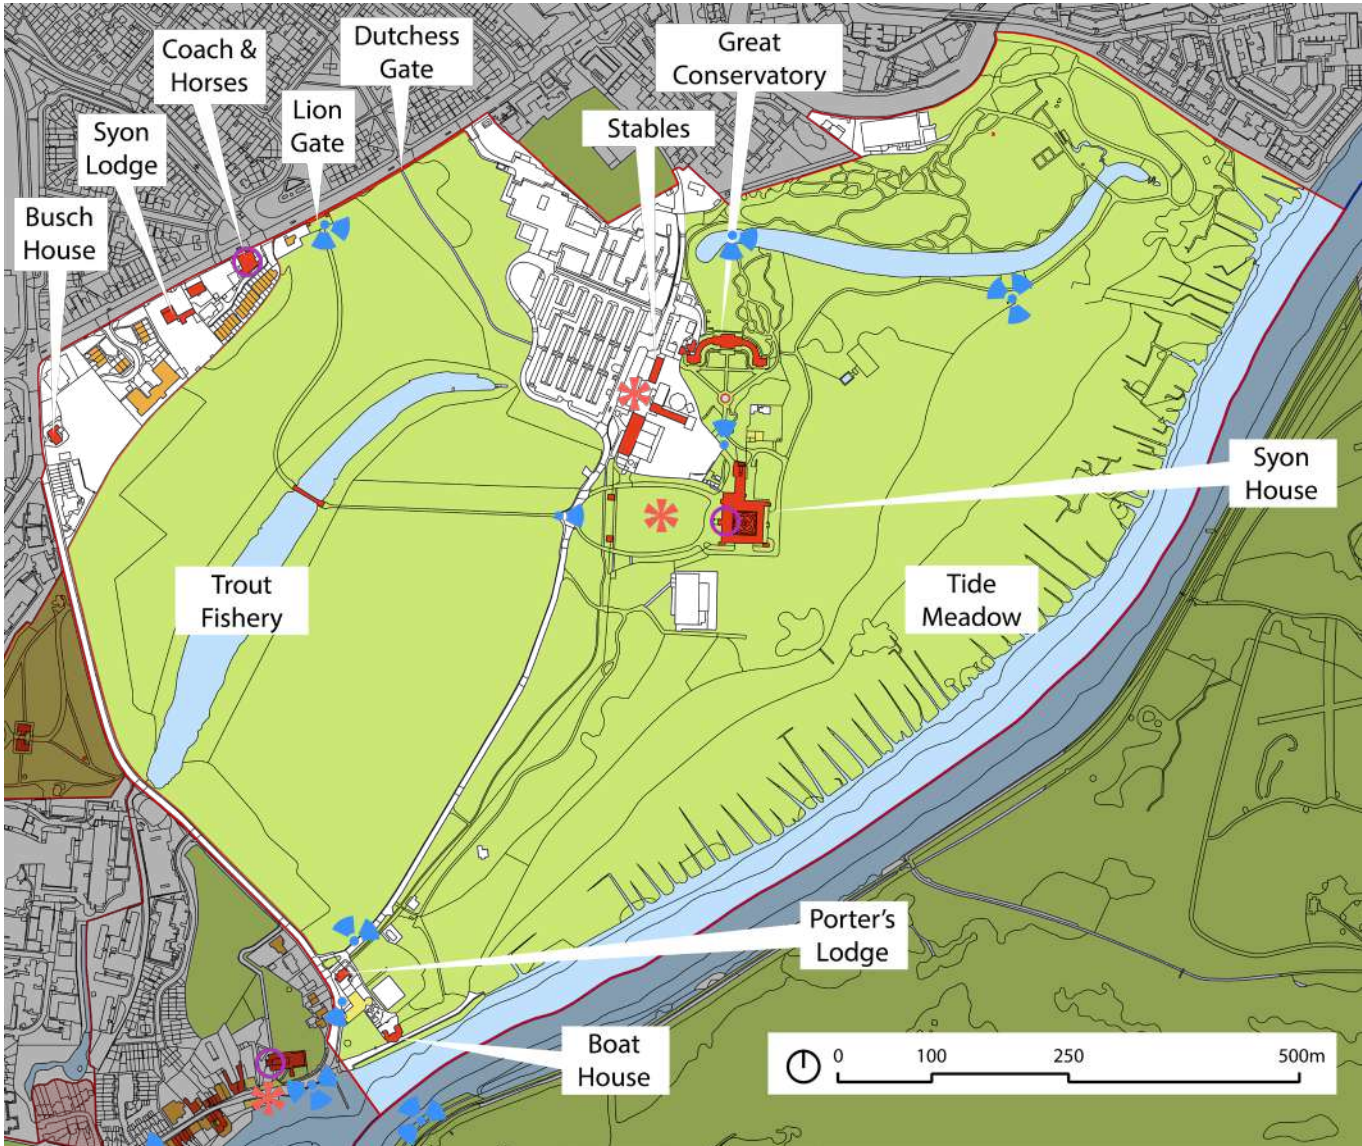 Coach &
Horses
Dutchess
Gate
Great
Conservatory
Lion
Gate
Stables
Syon
Lodge
Busch
House
Syon
House
Trout
Fishery
Tide
Meadow
Porter's
Lodge
Boat
House
0 100 250 500m